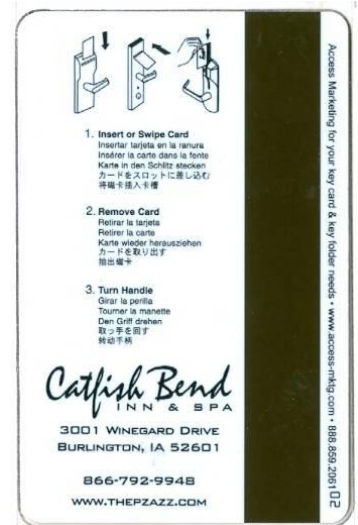 1. Insert or Swipe Card
Insertar tarjeta en la ranura
Insérer la carte dans la fente
Karte in den Schlitz stecken
カードをスロットに差し込む
将磁卡插入卡槽
2. Remove Card
Retirar la tarjeta
Retirer la carte
Karte wieder herausziehen
カードを取り出す
抽出磁卡
3. Turn Handle
Girar la perilla
Tourner la manette
Den Griff drehen
取っ手を回す
转动手柄
Catfish Bend
INN & SPA
3001 WINEGARD DRIVE
BURLINGTON, IA 52601
866-792-9948
WWW.THEPZAZZ.COM
Access Marketing for your key card & key folder needs • www.access-mktg.com • 888.859.2061 02